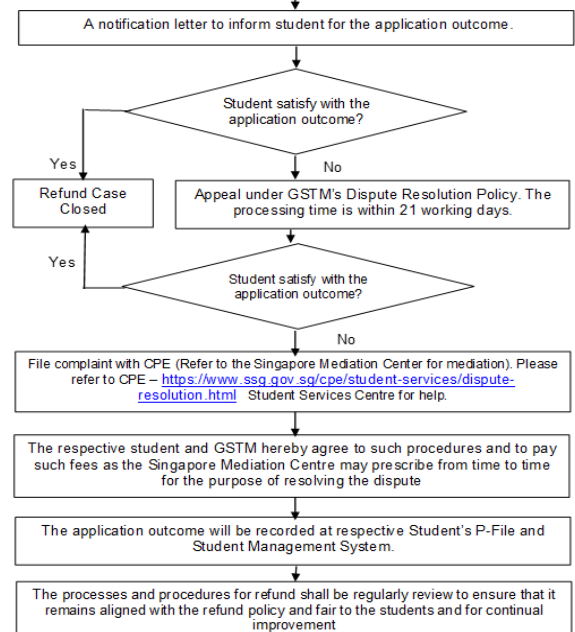 A notification letter to inform student for the application outcome.
Student satisfy with the
application outcome?
Yes
No
Refund Case
Closed
Appeal under GSTM's Dispute Resolution Policy. The
processing time is within 21 working days.
Yes
Student satisfy with the
application outcome?
No
File complaint with CPE (Refer to the Singapore Mediation Center for mediation). Please
refer to CPE – https://www.ssg.gov.sg/cpe/student-services/dispute-
resolution.html Student Services Centre for help.
The respective student and GSTM hereby agree to such procedures and to pay
such fees as the Singapore Mediation Centre may prescribe from time to time
for the purpose of resolving the dispute
The application outcome will be recorded at respective Student's P-File and
Student Management System.
The processes and procedures for refund shall be regularly review to ensure that it
remains aligned with the refund policy and fair to the students and for continual
improvement